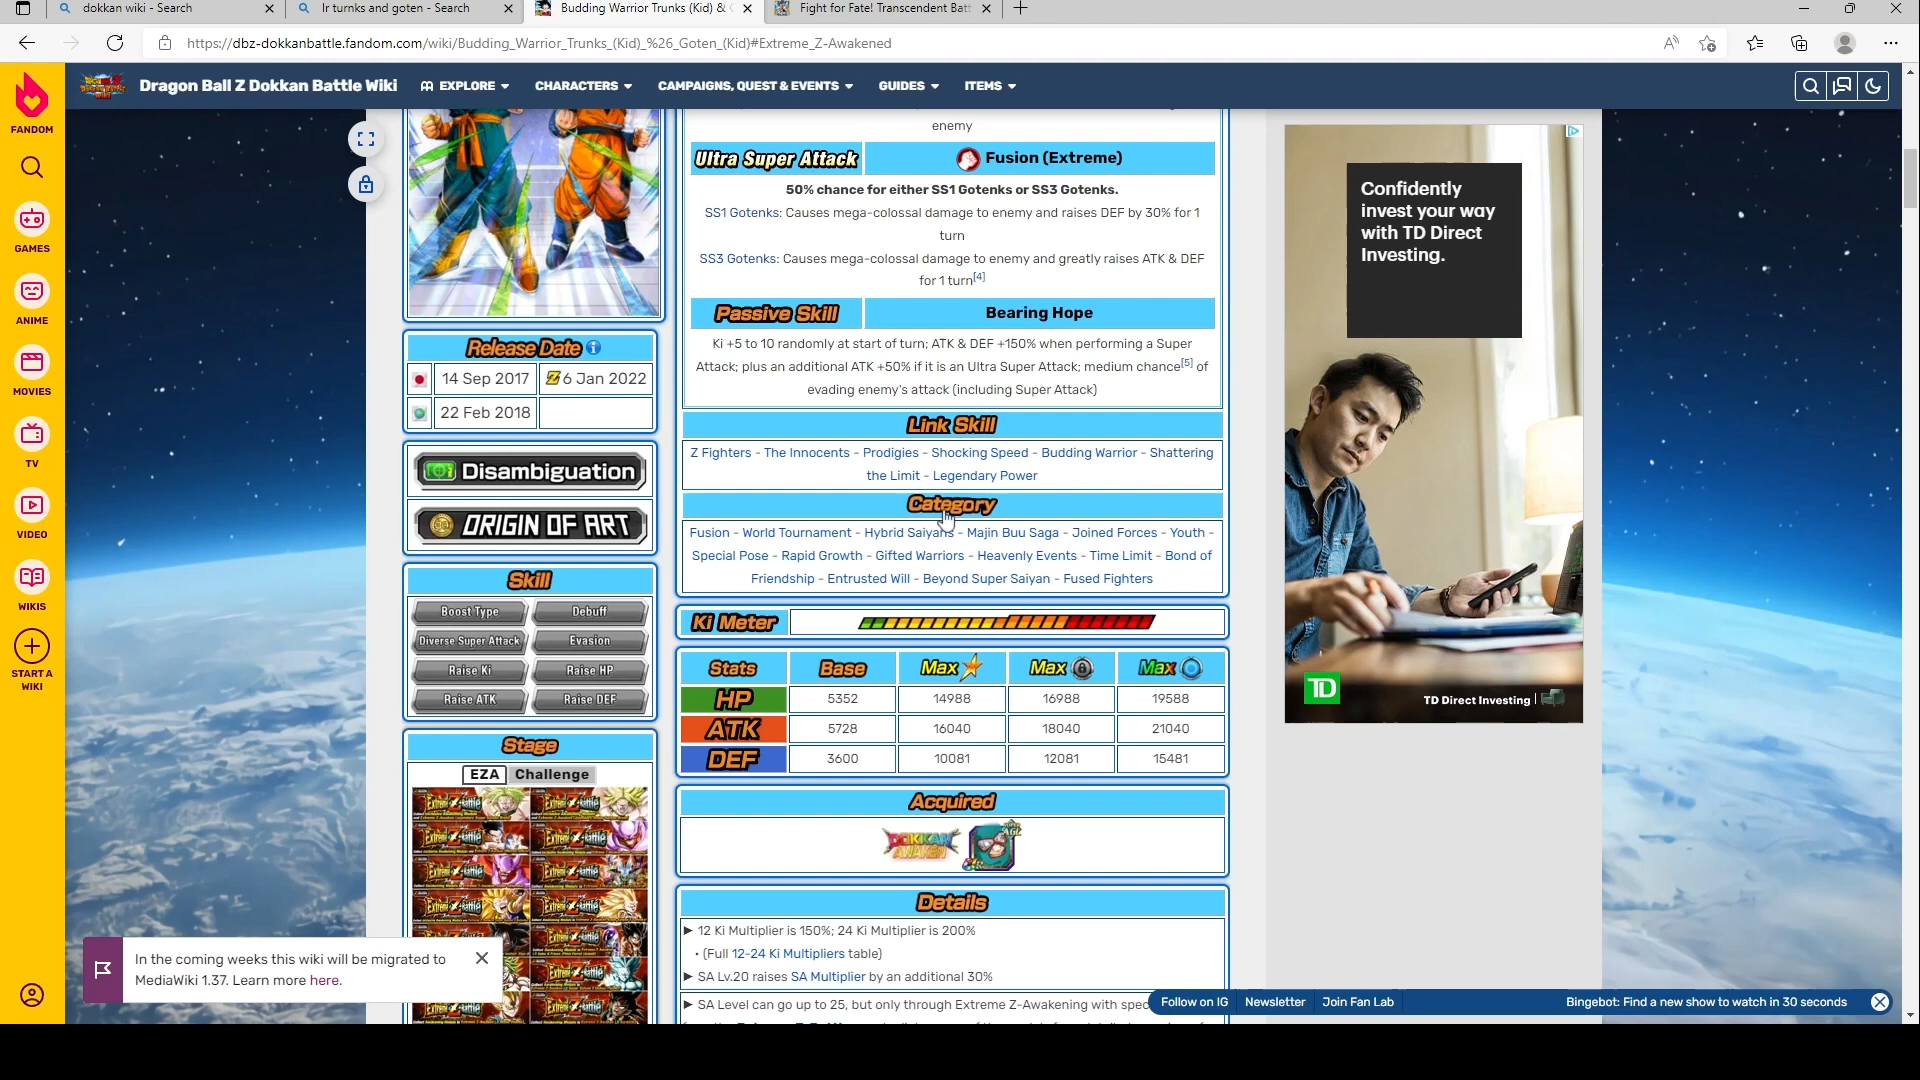 dokkan wiki - Search
lr turnks and goten - Search
Budding Warrior Trunks (Kid) &
Fight for Fate! Transcendent Batt
https://dbz-dokkanbattle.fandom.com/wiki/Budding_Warrior_Trunks_(Kid)_%26_Goten_(Kid)#Extreme_Z-Awakened
Dragon Ball Z Dokkan Battle Wiki
EXPLORE
CHARACTERS
CAMPAIGNS, QUEST & EVENTS
GUIDES
ITEMS
FANDOM
GAMES
ANIME
MOVIES
TV
VIDEO
WIKIS
START A
WIKI
enemy
Ultra Super Attack
Fusion (Extreme)
50% chance for either SS1 Gotenks or SS3 Gotenks.
SS1 Gotenks: Causes mega-colossal damage to enemy and raises DEF by 30% for 1
turn
SS3 Gotenks: Causes mega-colossal damage to enemy and greatly raises ATK & DEF
for 1 turn[4]
Passive Skill
Bearing Hope
Ki +5 to 10 randomly at start of turn; ATK & DEF +150% when performing a Super
Attack; plus an additional ATK +50% if it is an Ultra Super Attack; medium chance[5] of
evading enemy's attack (including Super Attack)
Link Skill
Z Fighters - The Innocents - Prodigies - Shocking Speed - Budding Warrior - Shattering
the Limit - Legendary Power
Category
Fusion - World Tournament - Hybrid Saiyans - Majin Buu Saga - Joined Forces - Youth -
Special Pose - Rapid Growth - Gifted Warriors - Heavenly Events - Time Limit - Bond of
Friendship - Entrusted Will - Beyond Super Saiyan - Fused Fighters
Ki Meter
Stats Base Max Max Max
HP 5352 14988 16988 19588
ATK 5728 16040 18040 21040
DEF 3600 10081 12081 15481
Acquired
DOKKAN
AWAKEN
Details
► 12 Ki Multiplier is 150%; 24 Ki Multiplier is 200%
• (Full 12-24 Ki Multipliers table)
► SA Lv.20 raises SA Multiplier by an additional 30%
► SA Level can go up to 25, but only through Extreme Z-Awakening with spec
Release Date
14 Sep 2017
6 Jan 2022
22 Feb 2018
Disambiguation
ORIGIN OF ART
Skill
Boost Type
Debuff
Diverse Super Attack
Evasion
Raise Ki
Raise HP
Raise ATK
Raise DEF
Stage
EZA
Challenge
In the coming weeks this wiki will be migrated to
MediaWiki 1.37. Learn more here.
Confidently
invest your way
with TD Direct
Investing.
TD
TD Direct Investing
Follow on IG
Newsletter
Join Fan Lab
Bingebot: Find a new show to watch in 30 seconds